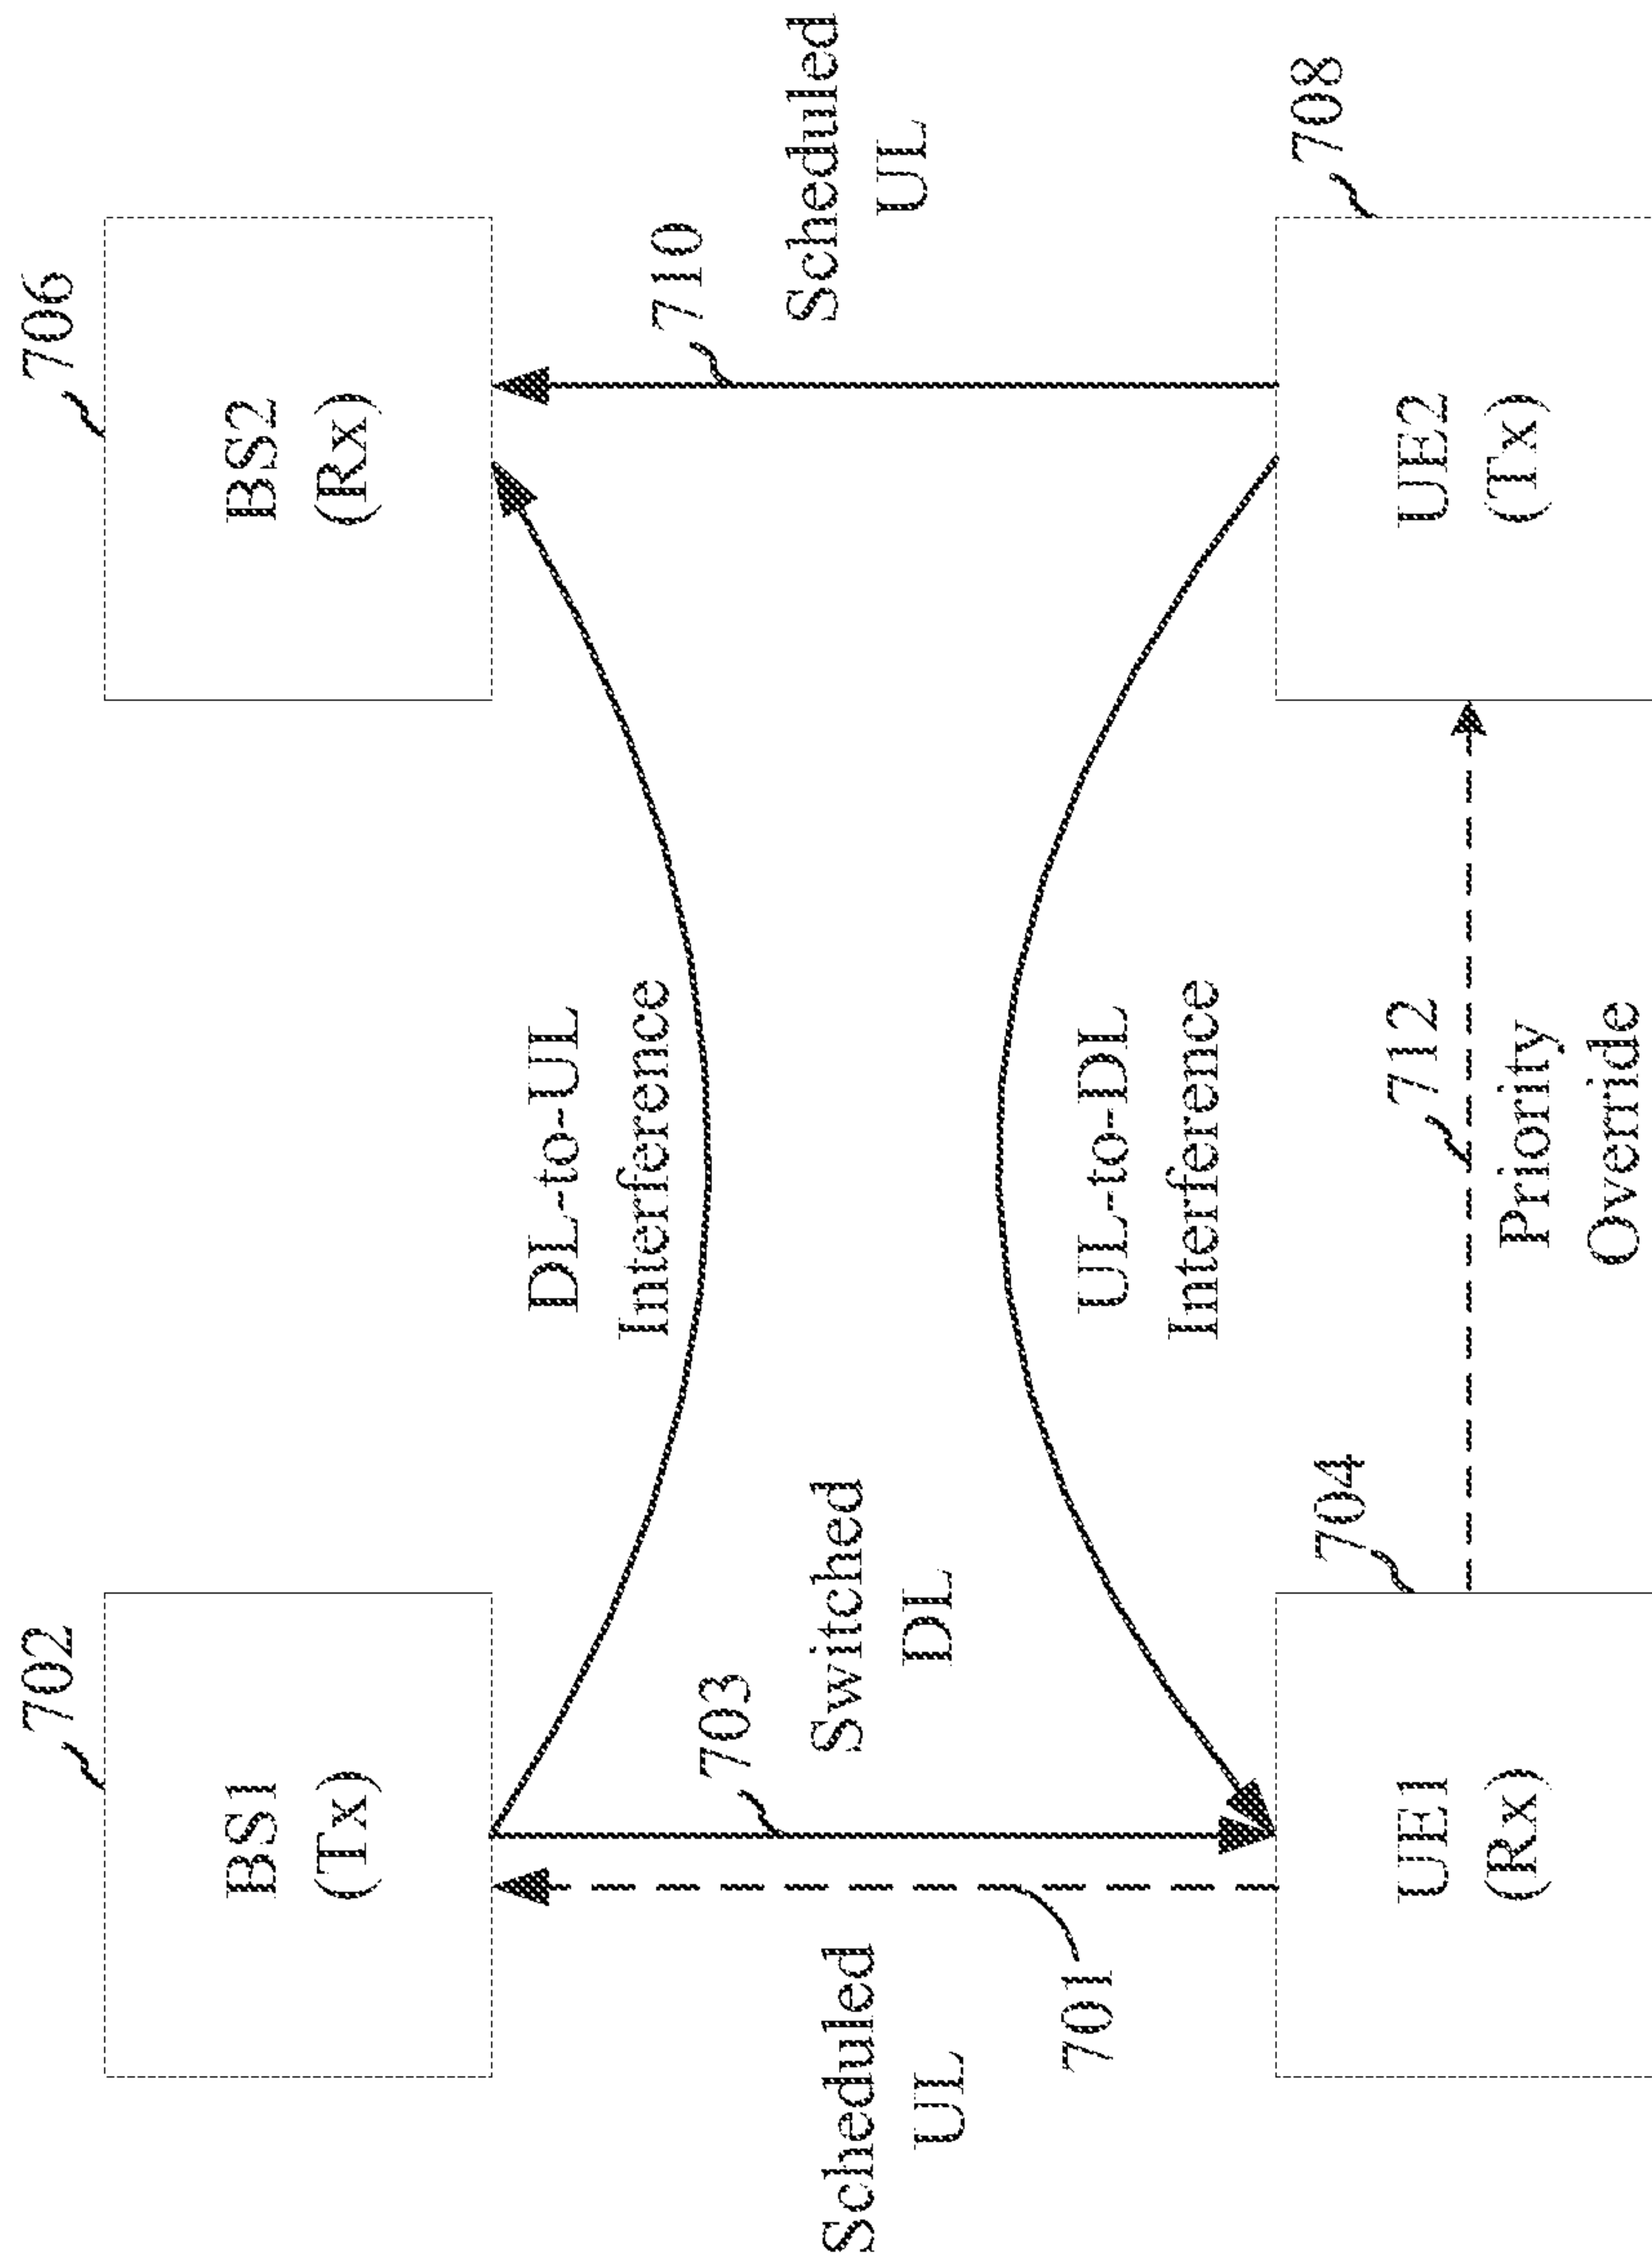 702
BS1
(Tx)
706
BS2
(Rx)
DL-to-UL
Interference
Scheduled
UL
701
703
Switched
DL
710
Scheduled
UL
UL-to-DL
Interference
704
UE1
(Rx)
712
Priority
Override
708
UE2
(Tx)